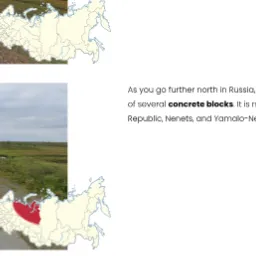 As you go further north in Russia,
of several concrete blocks. It is
Republic, Nenets, and Yamalo-Ne